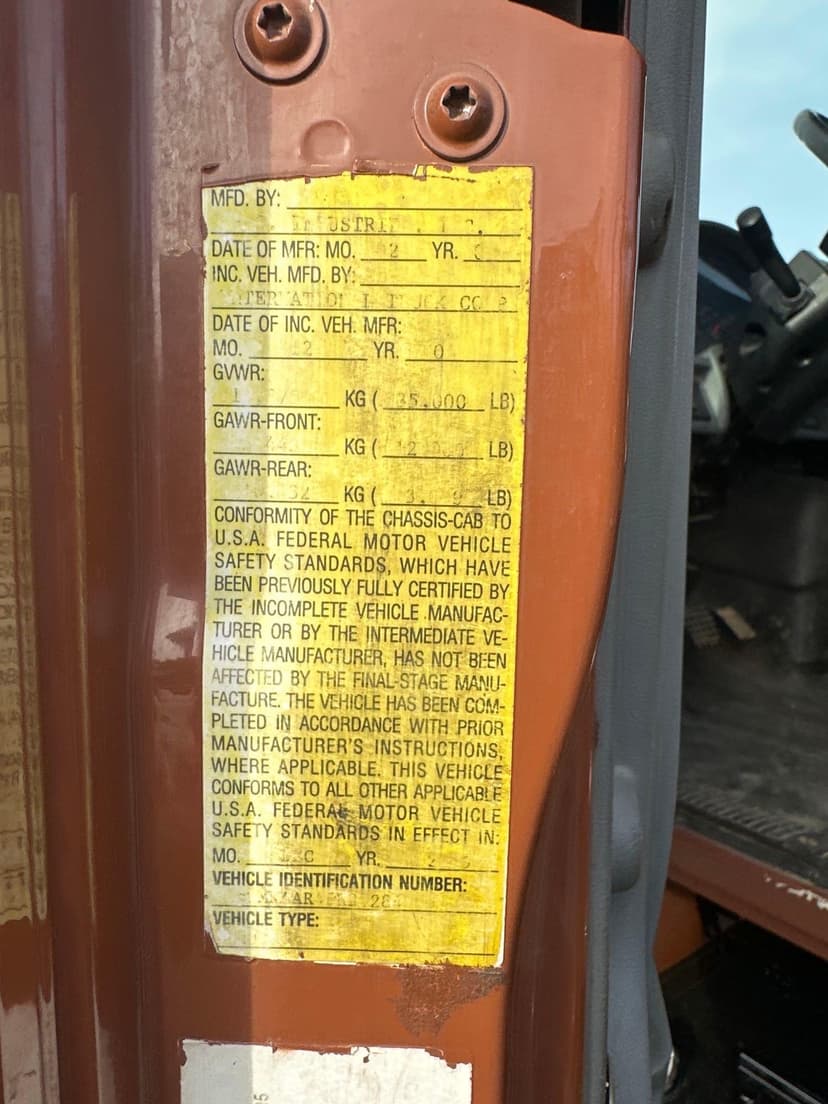 MFD. BY:
DATE OF MFR: MO. YR.
INC. VEH. MFD. BY:
DATE OF INC. VEH. MFR:
MO. YR.
GVWR:
KG ( 35,000 LB)
GAWR-FRONT:
KG ( LB)
GAWR-REAR:
KG ( LB)
CONFORMITY OF THE CHASSIS-CAB TO
U.S.A. FEDERAL MOTOR VEHICLE
SAFETY STANDARDS, WHICH HAVE
BEEN PREVIOUSLY FULLY CERTIFIED BY
THE INCOMPLETE VEHICLE MANUFAC-
TURER OR BY THE INTERMEDIATE VE-
HICLE MANUFACTURER, HAS NOT BEEN
AFFECTED BY THE FINAL-STAGE MANU-
FACTURE. THE VEHICLE HAS BEEN COM-
PLETED IN ACCORDANCE WITH PRIOR
MANUFACTURER'S INSTRUCTIONS,
WHERE APPLICABLE. THIS VEHICLE
CONFORMS TO ALL OTHER APPLICABLE
U.S.A. FEDERAL MOTOR VEHICLE
SAFETY STANDARDS IN EFFECT IN:
MO. YR.
VEHICLE IDENTIFICATION NUMBER:
VEHICLE TYPE: